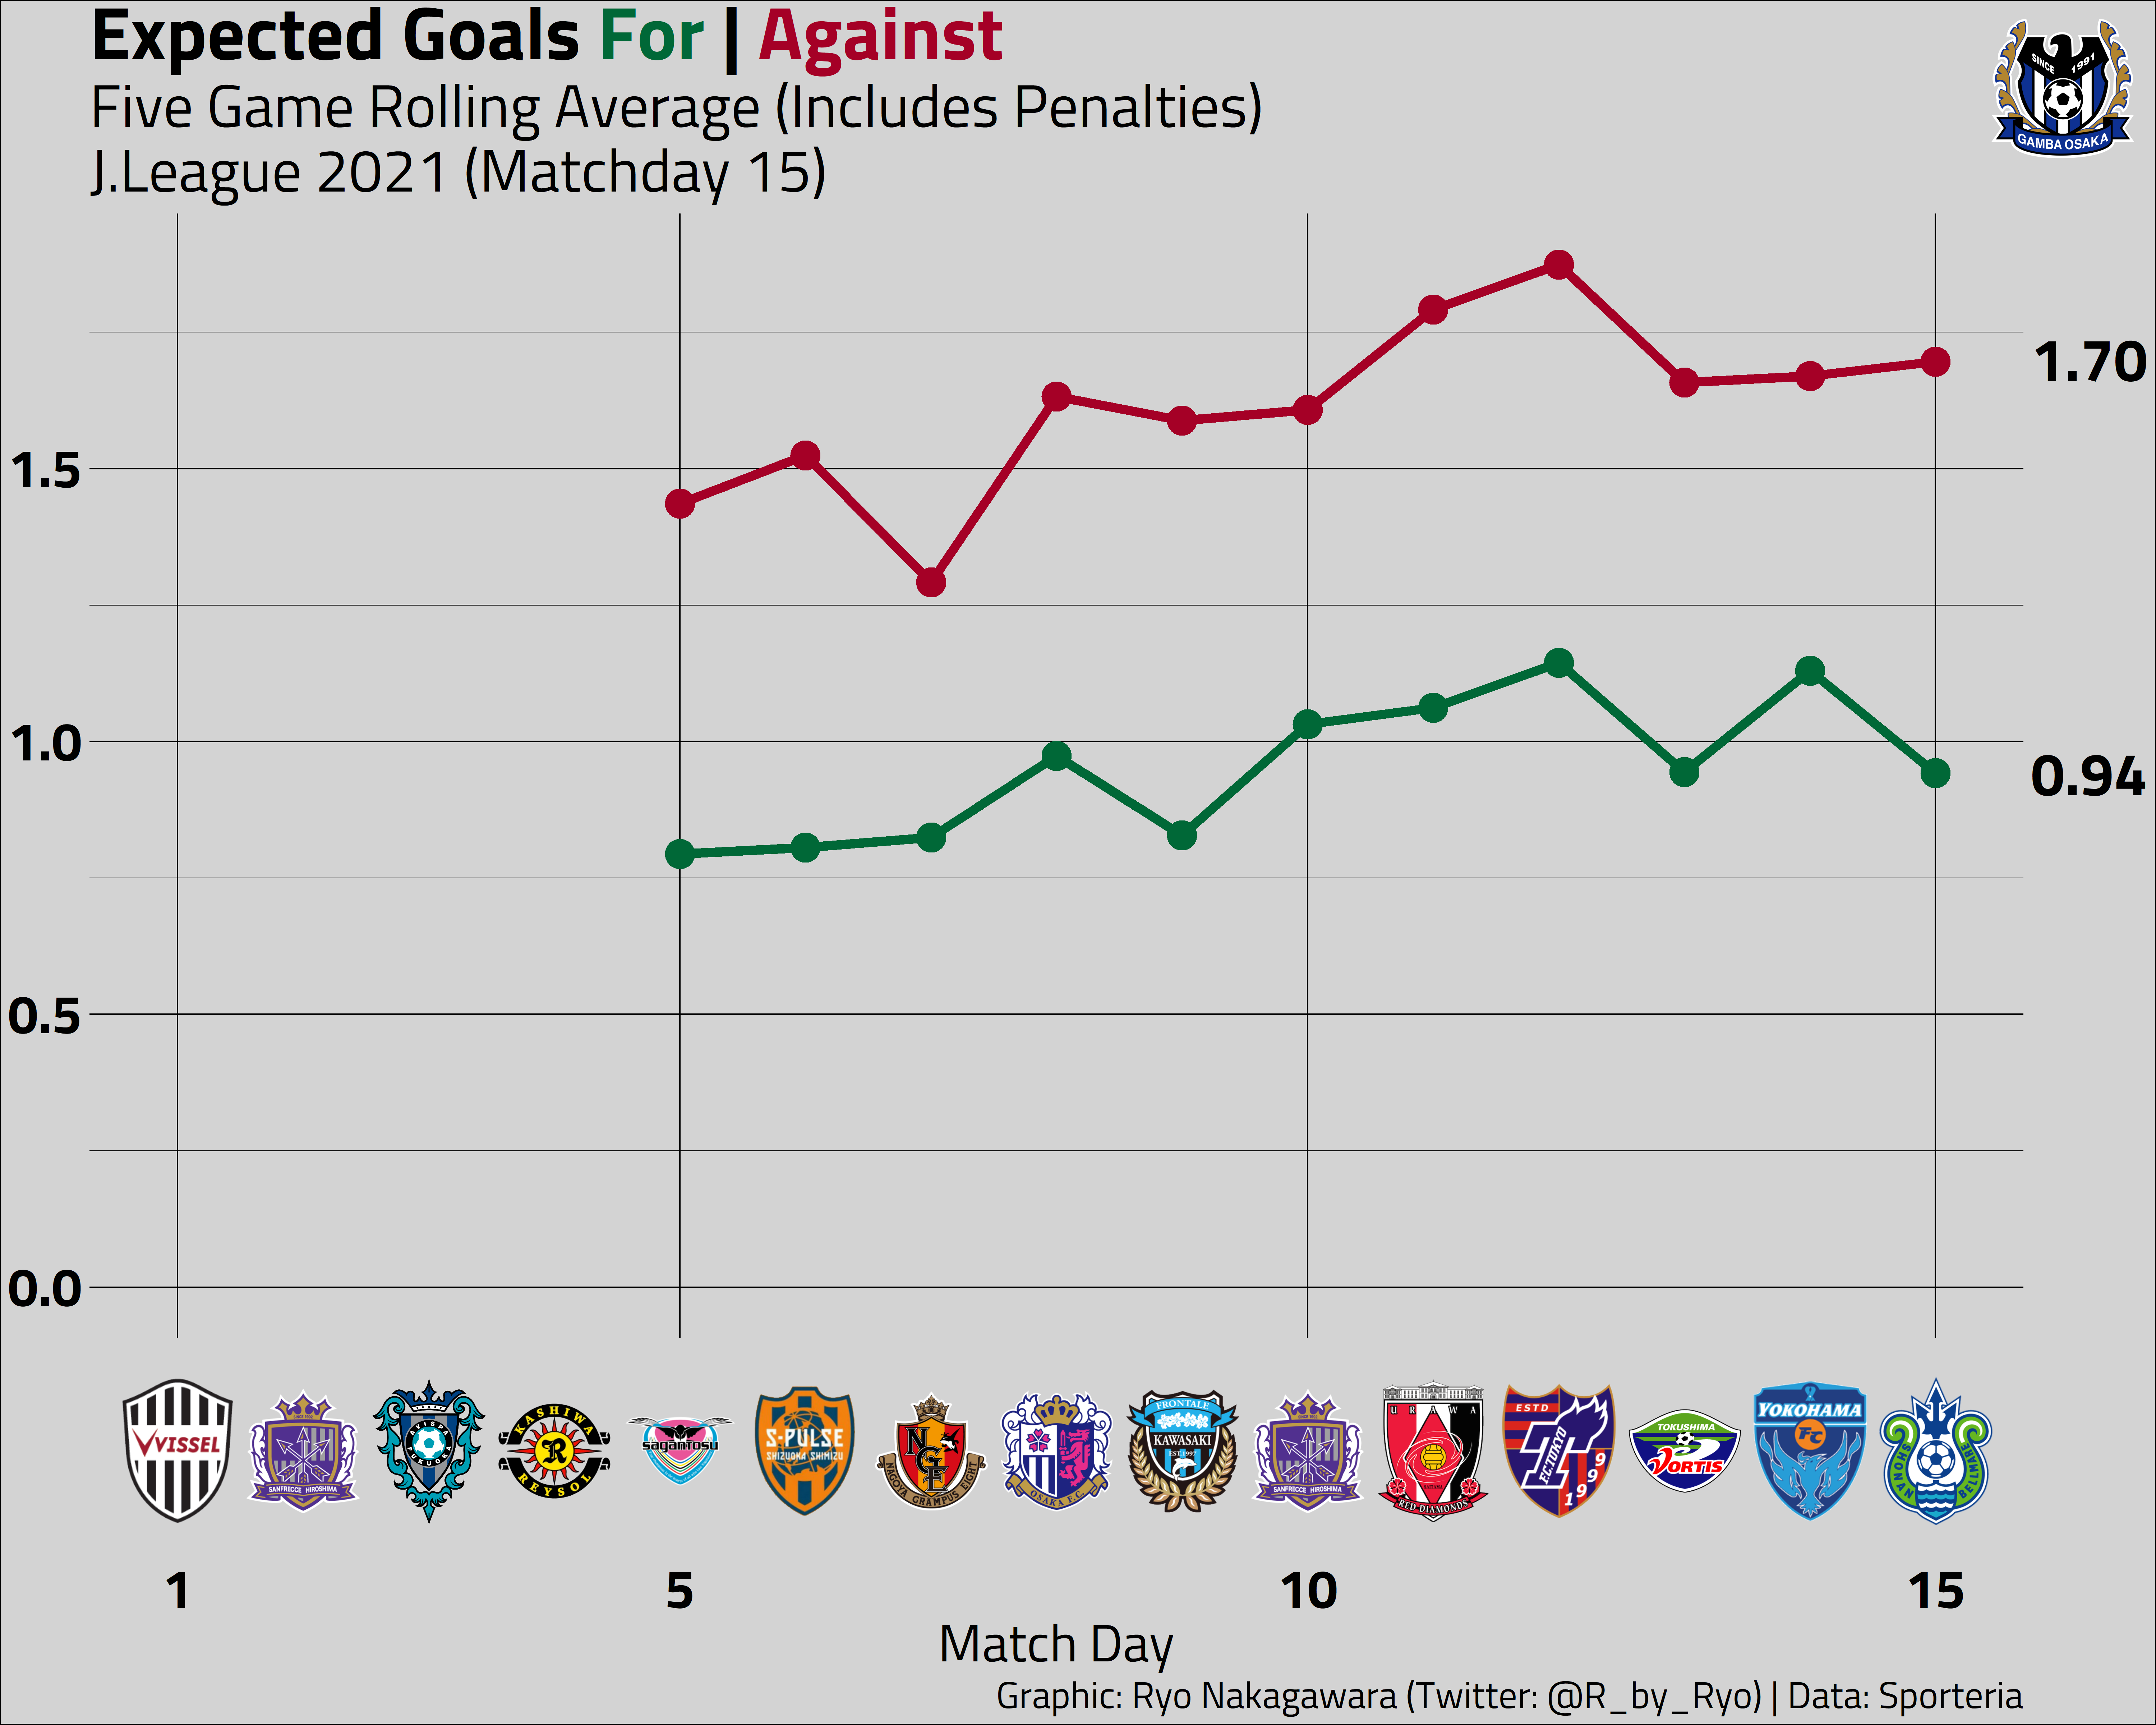 Expected Goals For | Against
Five Game Rolling Average (Includes Penalties)
J.League 2021 (Matchday 15)
SINCE 1991
GAMBA OSAKA
1.70
1.5
1.0
0.94
0.5
0.0
VISSEL
SANFRECCE HIROSHIMA
KASHIWA
REYSOL
saganTosu
S-PULSE
SHIZUOKA SHIMIZU
NGE
NAGOYA GRAMPUS EIGHT
OSAKA F.C.
FRONTALE
KAWASAKI
EST.1997
SANFRECCE HIROSHIMA
URAWA
RED DIAMONDS
ESTD
F.C.TOKYO
1999
TOKUSHIMA
VORTIS
YOKOHAMA
FC
SHONAN BELLMARE
1 5 10 15
Match Day
Graphic: Ryo Nakagawara (Twitter: @R_by_Ryo) | Data: Sporteria